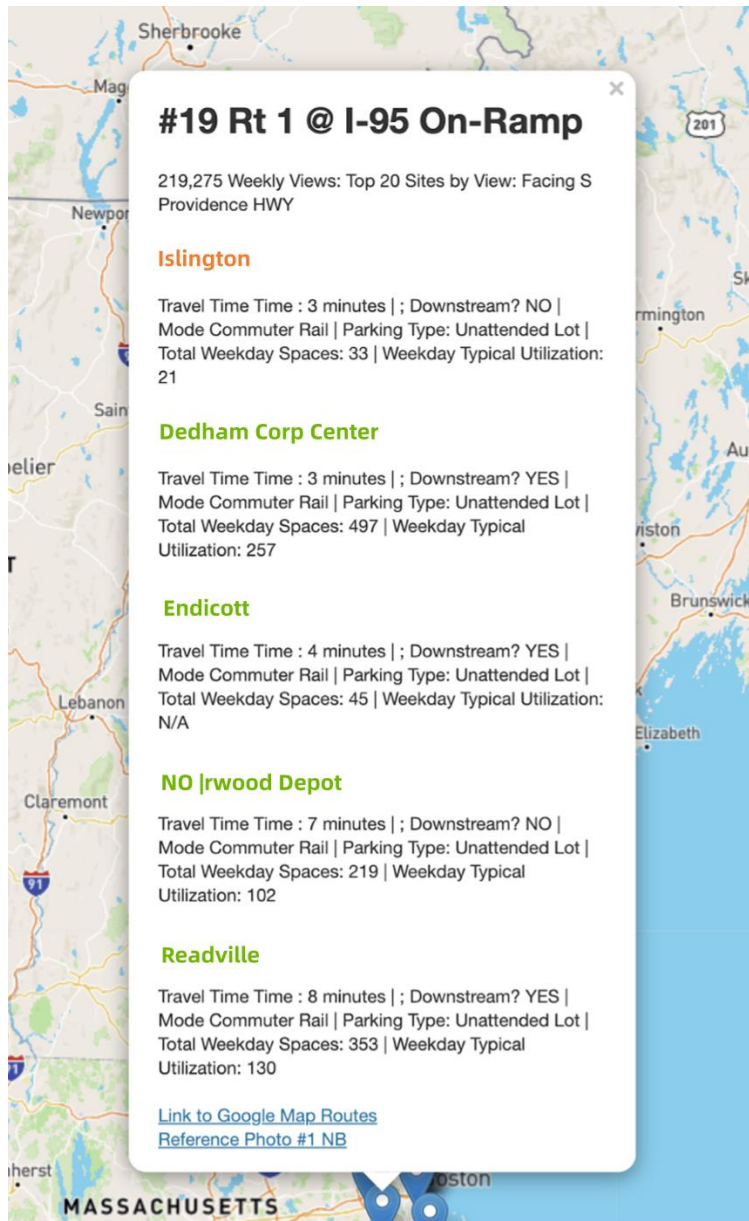 Sherbrooke
Mag
×
#19 Rt 1 @ I-95 On-Ramp
201
219,275 Weekly Views: Top 20 Sites by View: Facing S
Providence HWY
Newpor
Islington
Sk
Travel Time Time : 3 minutes | ; Downstream? NO |
rmington
Mode Commuter Rail | Parking Type: Unattended Lot |
Total Weekday Spaces: 33 | Weekday Typical Utilization:
21
Sain
Dedham Corp Center
Au
elier
Travel Time Time : 3 minutes | ; Downstream? YES |
Mode Commuter Rail | Parking Type: Unattended Lot |
Total Weekday Spaces: 497 | Weekday Typical
viston
Utilization: 257
T
Endicott
Brunswick
Travel Time Time : 4 minutes | ; Downstream? YES |
Mode Commuter Rail | Parking Type: Unattended Lot |
Total Weekday Spaces: 45 | Weekday Typical Utilization:
N/A
Lebanon
k
Elizabeth
NO |rwood Depot
Claremont
Travel Time Time : 7 minutes | ; Downstream? NO |
Mode Commuter Rail | Parking Type: Unattended Lot |
Total Weekday Spaces: 219 | Weekday Typical
Utilization: 102
91
Readville
Travel Time Time : 8 minutes | ; Downstream? YES |
Mode Commuter Rail | Parking Type: Unattended Lot |
Total Weekday Spaces: 353 | Weekday Typical
Utilization: 130
Link to Google Map Routes
Reference Photo #1 NB
herst
oston
MASSACHUSETTS